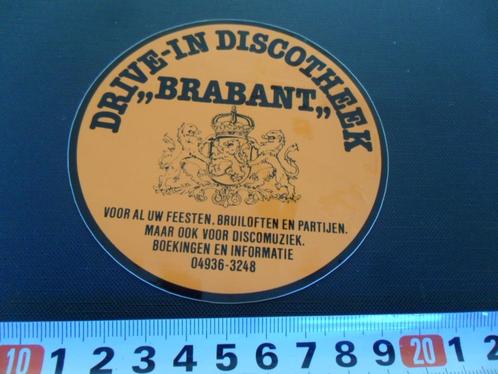 DRIVE-IN DISCOTHEEK
„BRABANT„
VOOR AL UW FEESTEN, BRUILOFTEN EN PARTIJEN.
MAAR OOK VOOR DISCOMUZIEK.
BOEKINGEN EN INFORMATIE
04936-3248
10 1 2 3 4 5 6 7 8 9 20 1 2